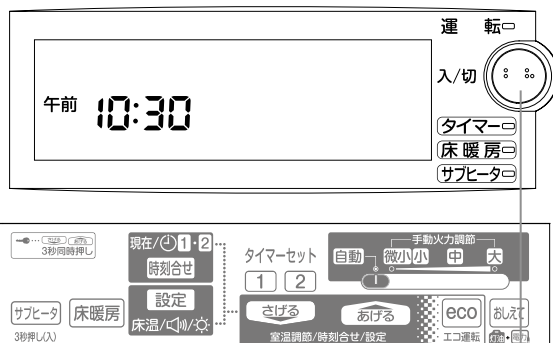 運 転
入/切
午前 10:30
タイマー
床暖房
サブヒータ
3秒同時押し
現在/1・2
時刻合せ
タイマーセット
1 2
手動火力調節
自動 微小 小 中 大
サブヒータ
3秒押し(入)
床暖房
設定
床温/
さげる あげる
室温調節/時刻合せ/設定
eco
エコ運転
おしえて
灯油・電力